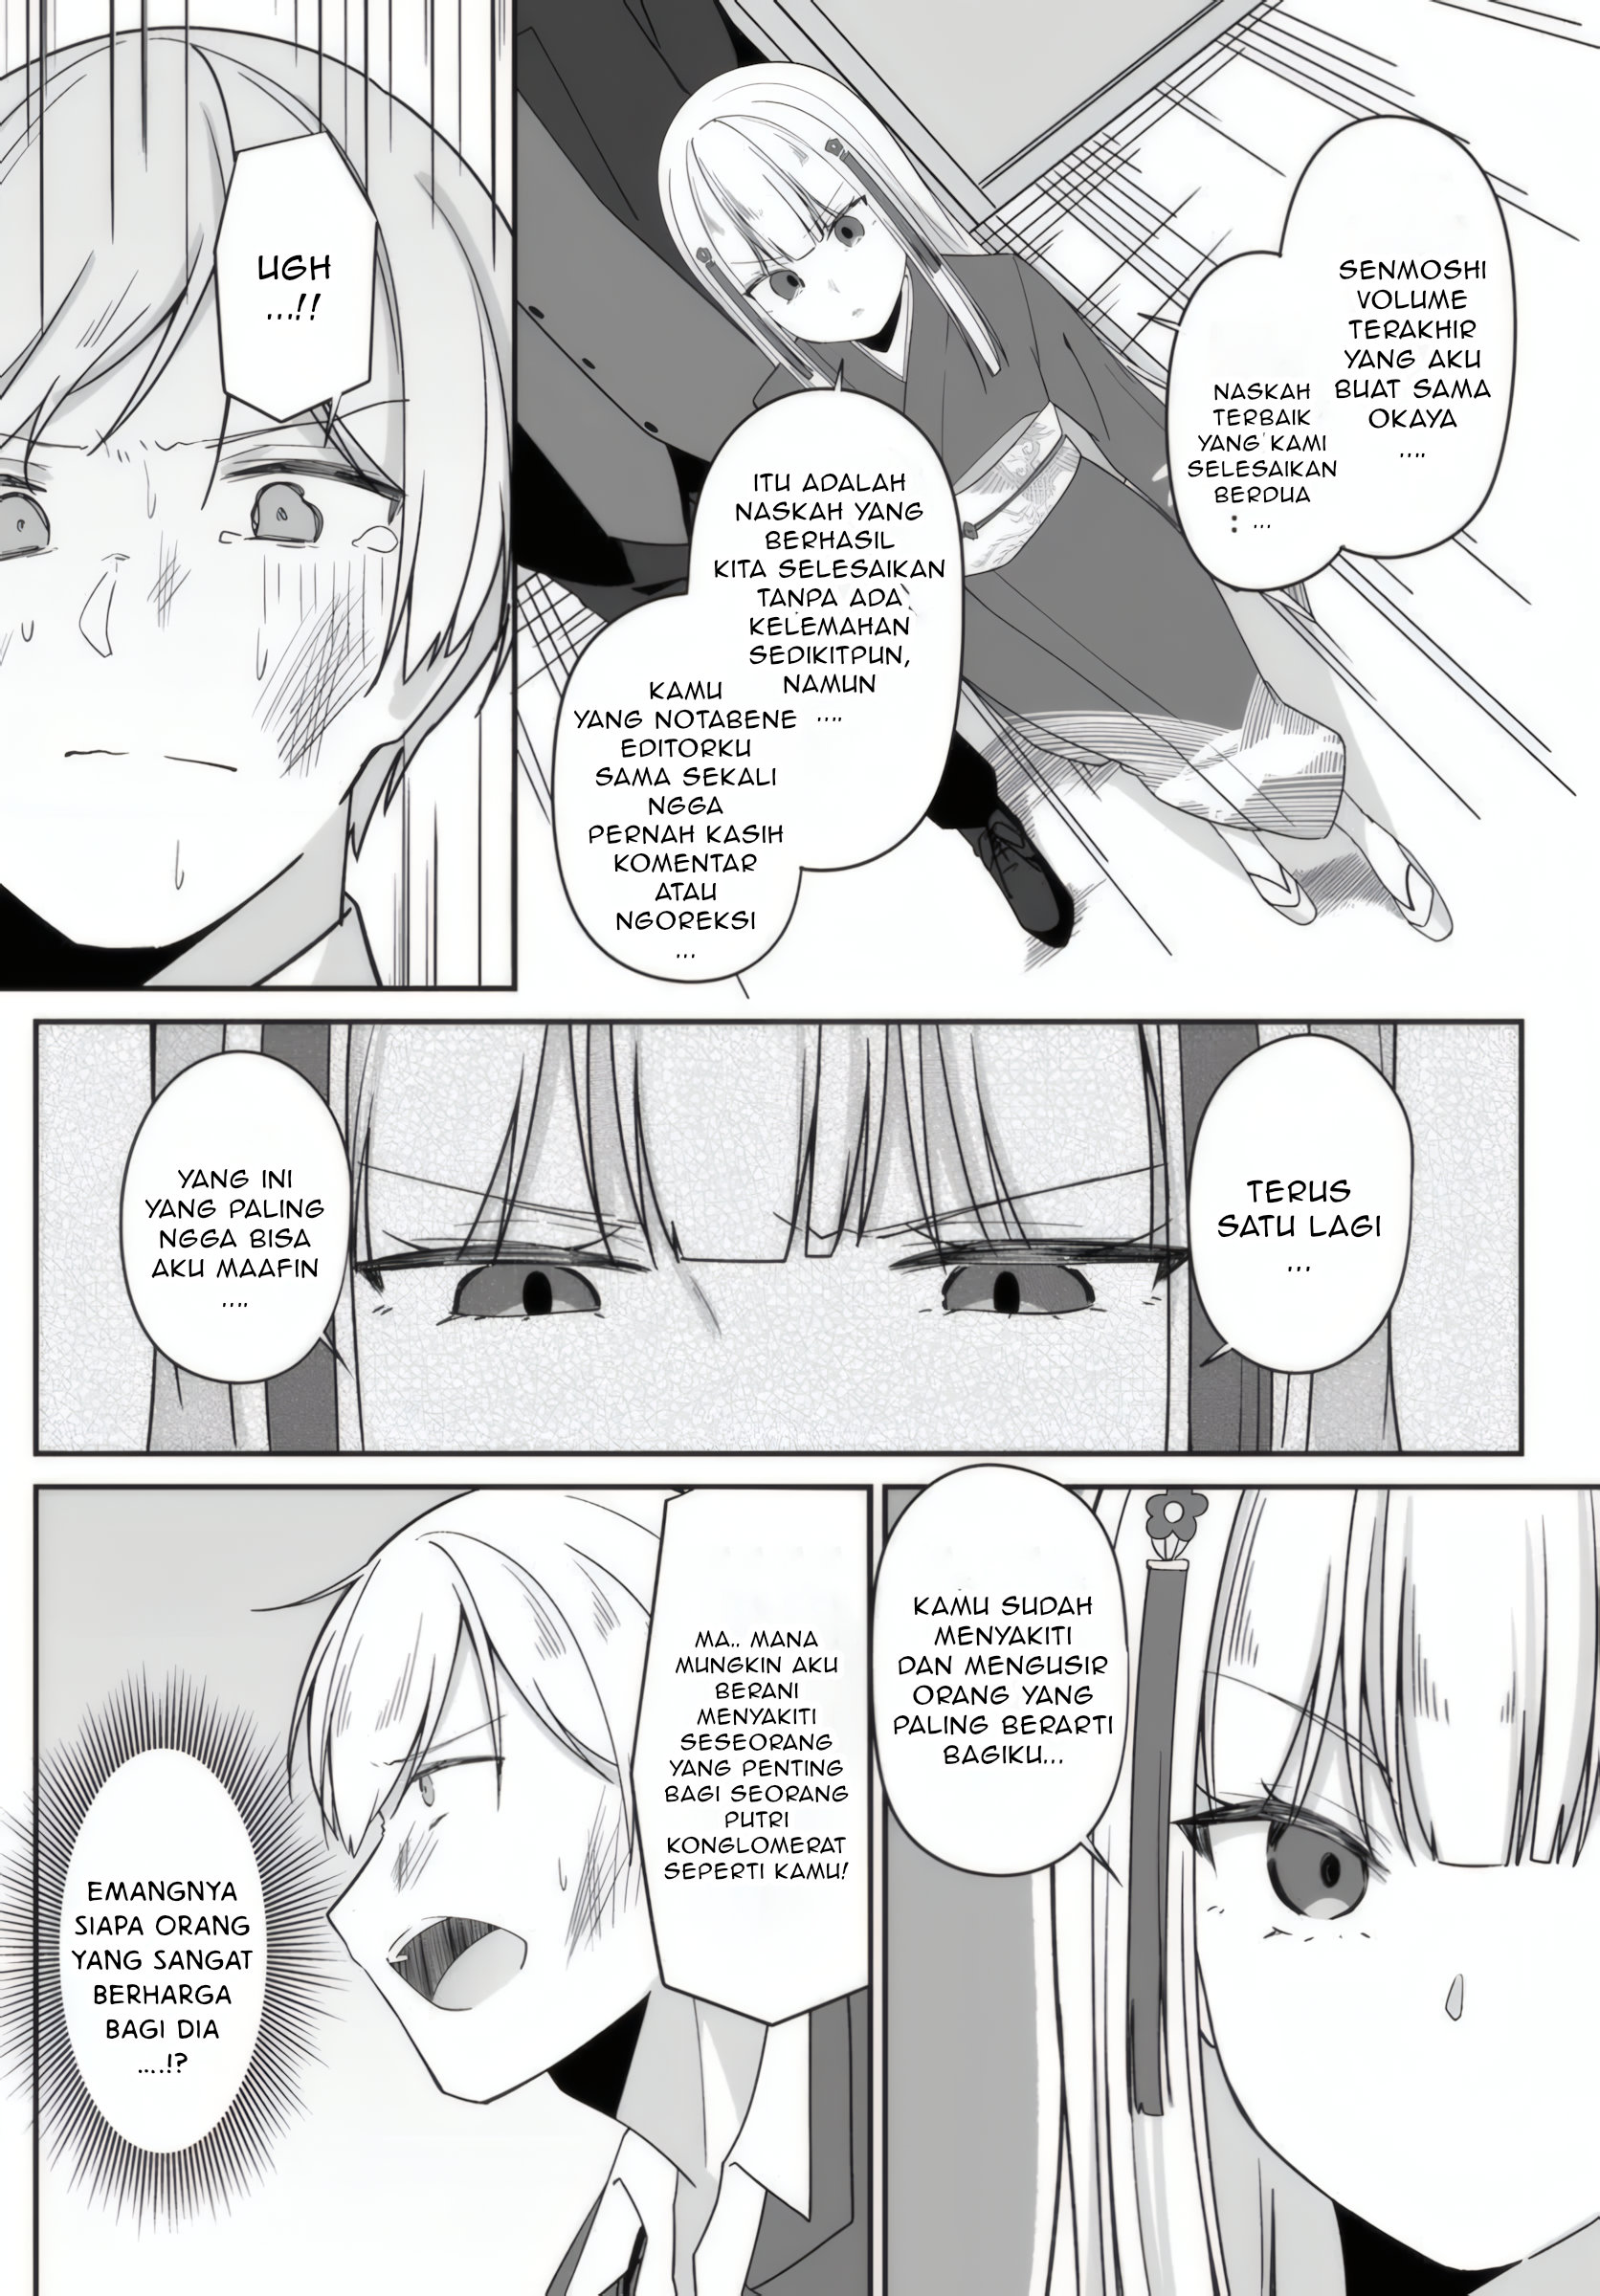 SENMOSHI
VOLUME
TERAKHIR
YANG AKU
BUAT SAMA
OKAYA
....
NASKAH
TERBAIK
YANG KAMI
SELESAIKAN
BERDUA
: ...
ITU ADALAH
NASKAH YANG
BERHASIL
KITA SELESAIKAN
TANPA ADA
KELEMAHAN
SEDIKITPUN,
NAMUN
....
KAMU
YANG NOTABENE
EDITORKU
SAMA SEKALI
NGGA
PERNAH KASIH
KOMENTAR
ATAU
NGOREKSI
...
UGH
...!!
TERUS
SATU LAGI
...
YANG INI
YANG PALING
NGGA BISA
AKU MAAFIN
....
KAMU SUDAH
MENYAKITI
DAN MENGUSIR
ORANG YANG
PALING BERARTI
BAGIKU...
MA.. MANA
MUNGKIN AKU
BERANI
MENYAKITI
SESEORANG
YANG PENTING
BAGI SEORANG
PUTRI
KONGLOMERAT
SEPERTI KAMU!
EMANGNYA
SIAPA ORANG
YANG SANGAT
BERHARGA
BAGI DIA
....!?